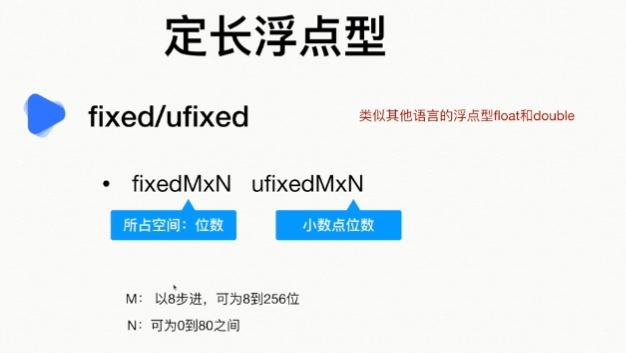 定长浮点型
fixed/ufixed
类似其他语言的浮点型float和double
• fixedMxN ufixedMxN
所占空间：位数
小数点位数
M： 以8步进，可为8到256位
N：可为0到80之间